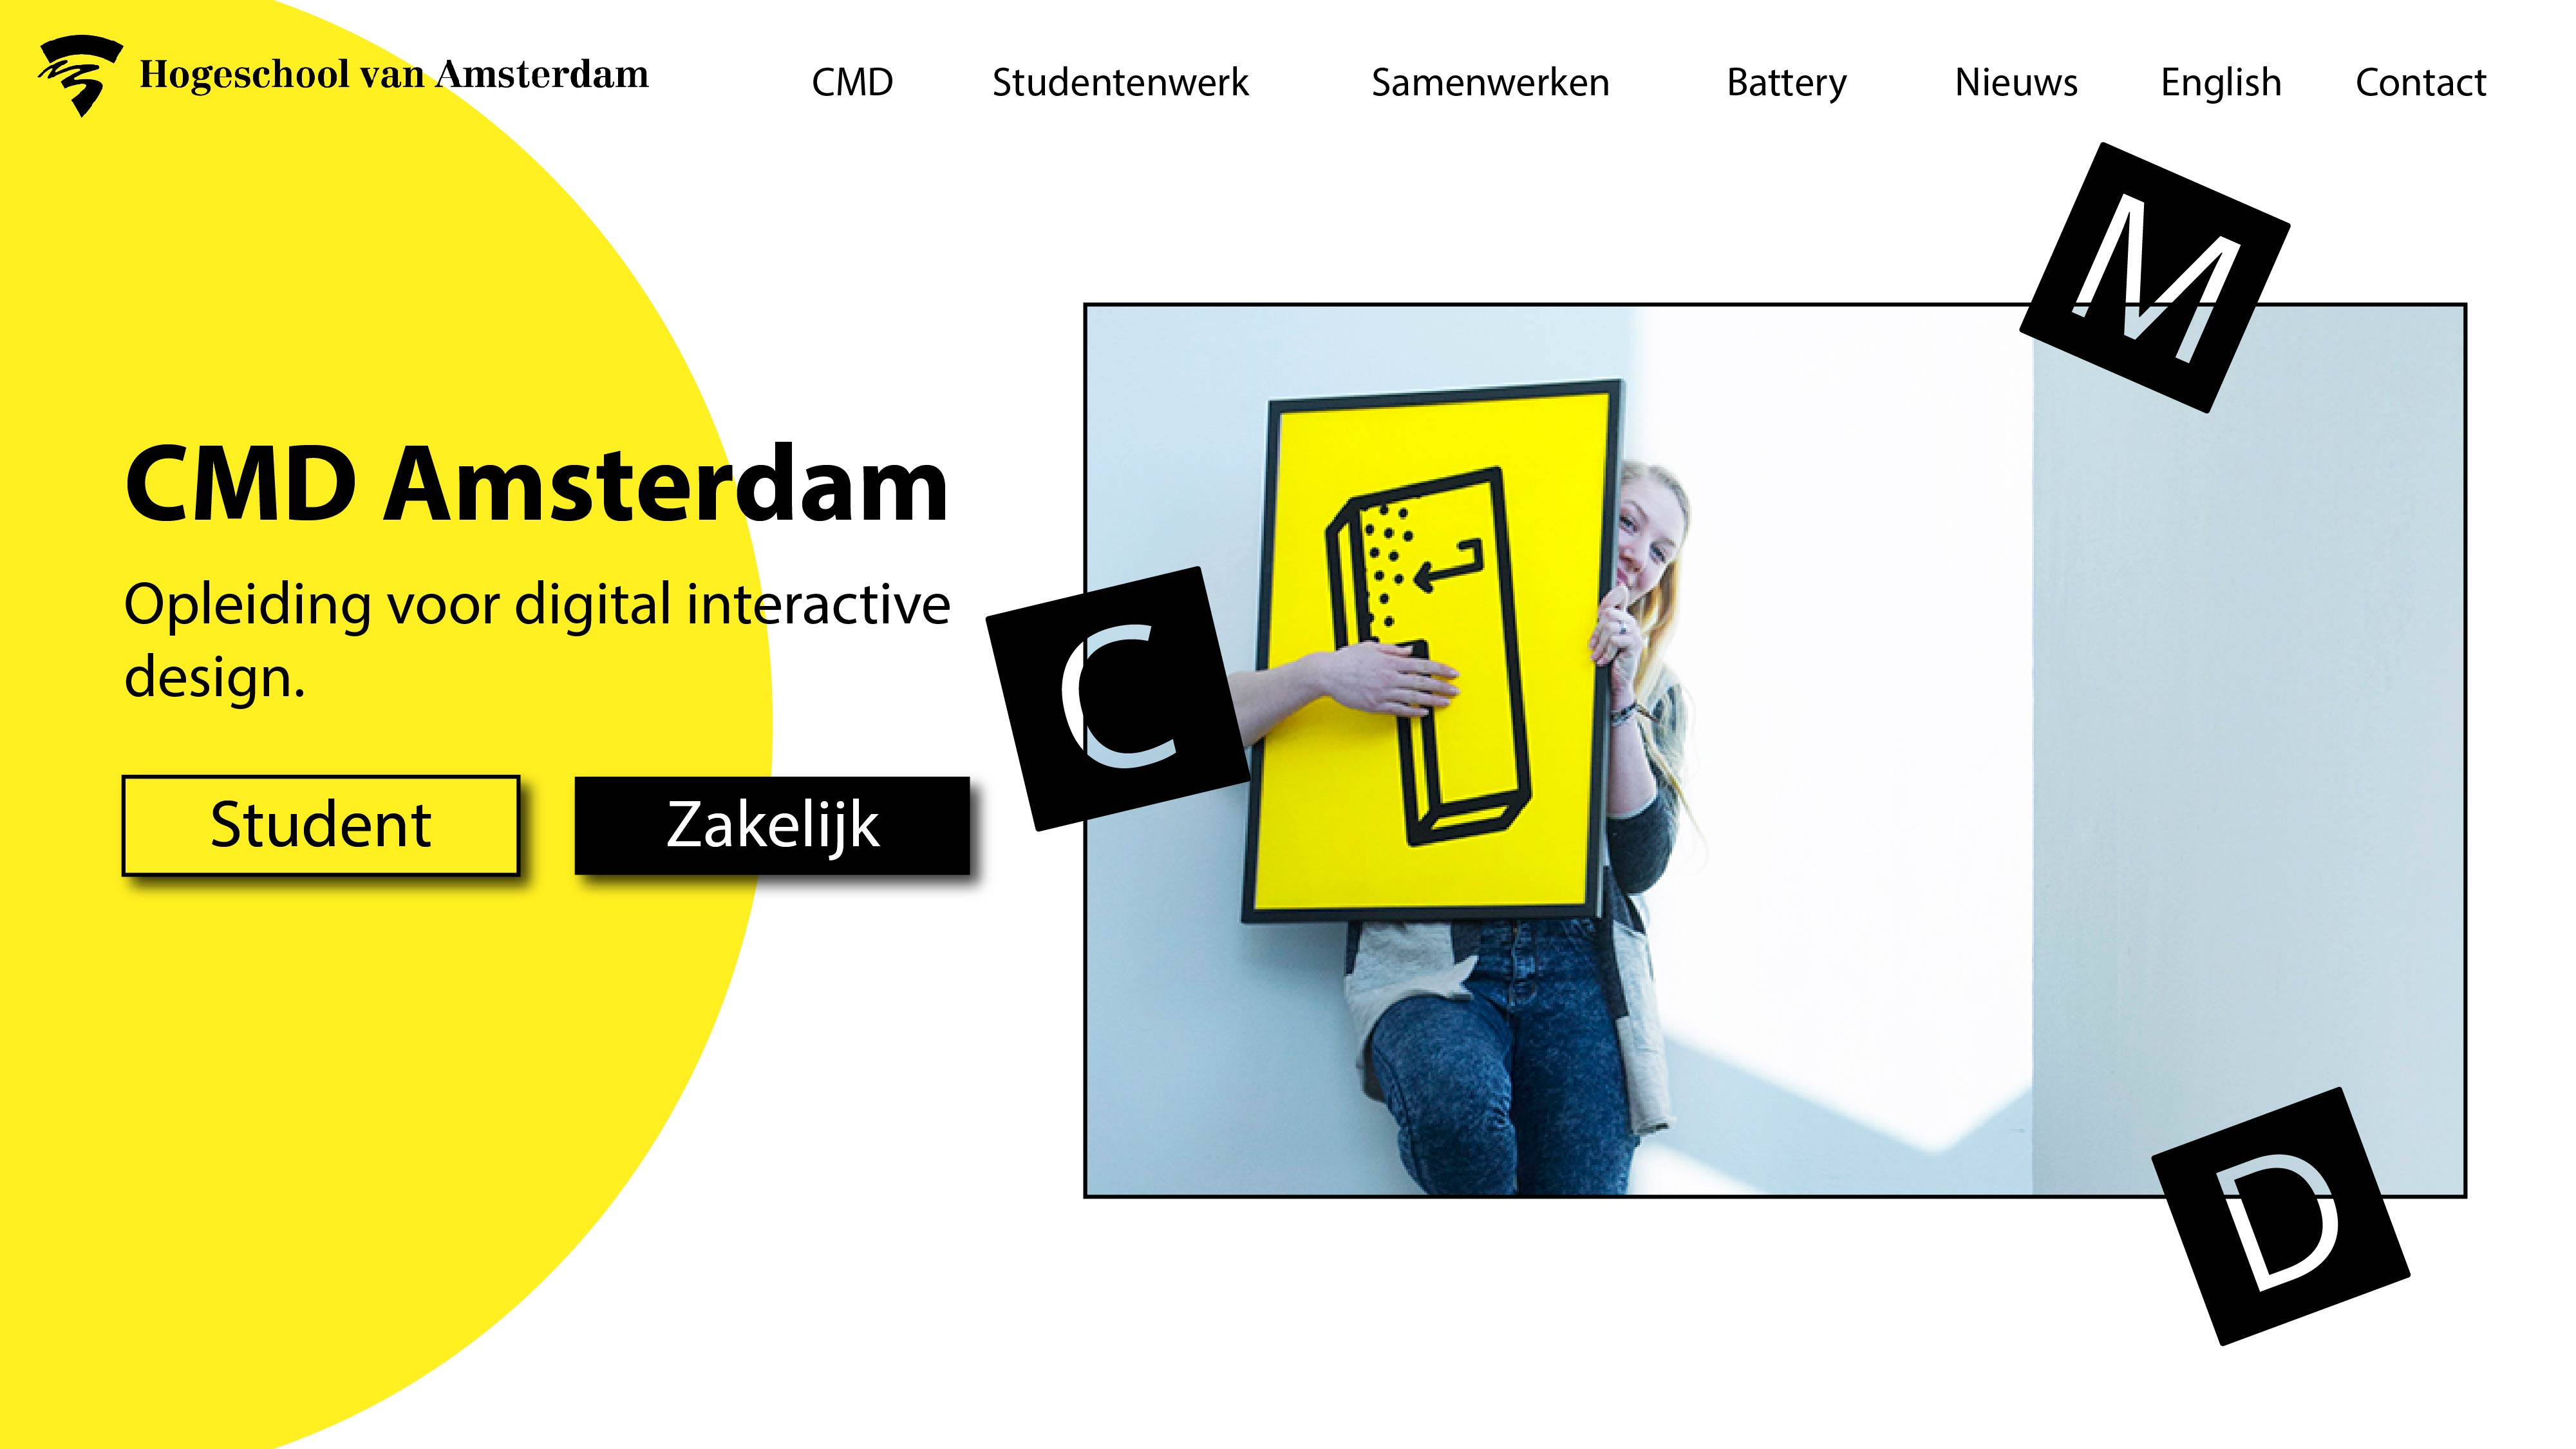 Hogeschool van Amsterdam
CMD Studentenwerk Samenwerken Battery Nieuws English Contact
M
CMD Amsterdam
Opleiding voor digital interactive
design.
C
Student Zakelijk
D